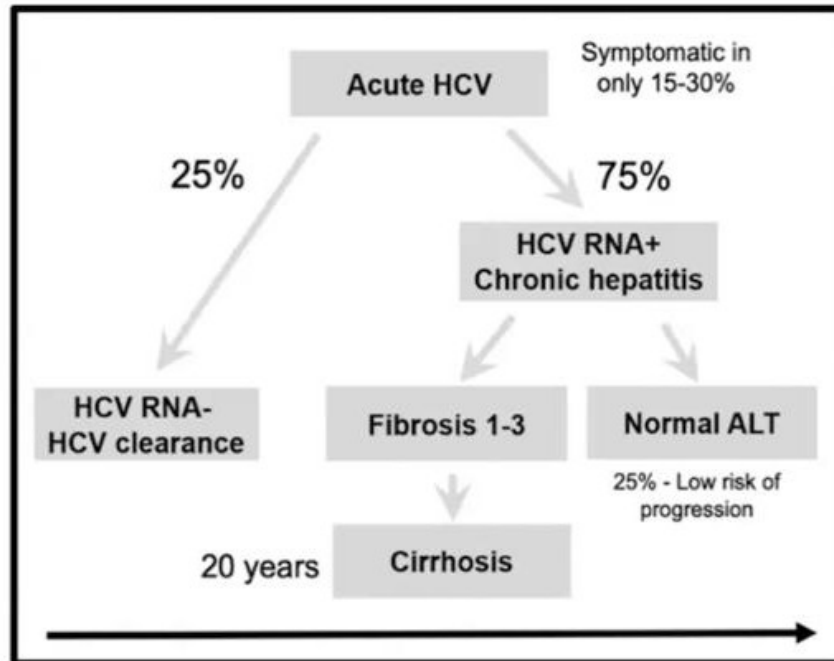 Acute HCV
Symptomatic in
only 15-30%
25%
75%
HCV RNA+
Chronic hepatitis
HCV RNA-
HCV clearance
Fibrosis 1-3
Normal ALT
25% - Low risk of
progression
20 years
Cirrhosis